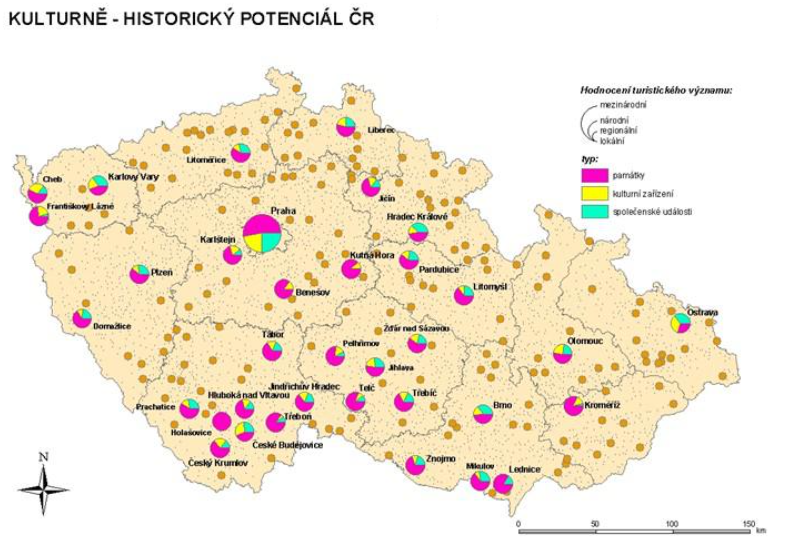 KULTURNĚ - HISTORICKÝ POTENCIÁL ČR
Hodnocení turistického významu:
mezinárodní
národní
regionální
lokální
typ:
památky
kulturní zařízení
společenské události
Liberec
Litoměřice
Cheb
Karlovy Vary
Jičín
Františkovy Lázně
Praha
Hradec Králové
Karlštejn
Kutná Hora
Plzeň
Pardubice
Benešov
Litomyšl
Domažlice
Ostrava
Tábor
Žďár nad Sázavou
Pelhřimov
Olomouc
Jihlava
Jindřichův Hradec
Telč
Třebíč
Hluboká nad Vltavou
Prachatice
Brno
Kroměříž
Třeboň
Holašovice
České Budějovice
Český Krumlov
Znojmo
Mikulov
Lednice
N
0 50 100 150
km